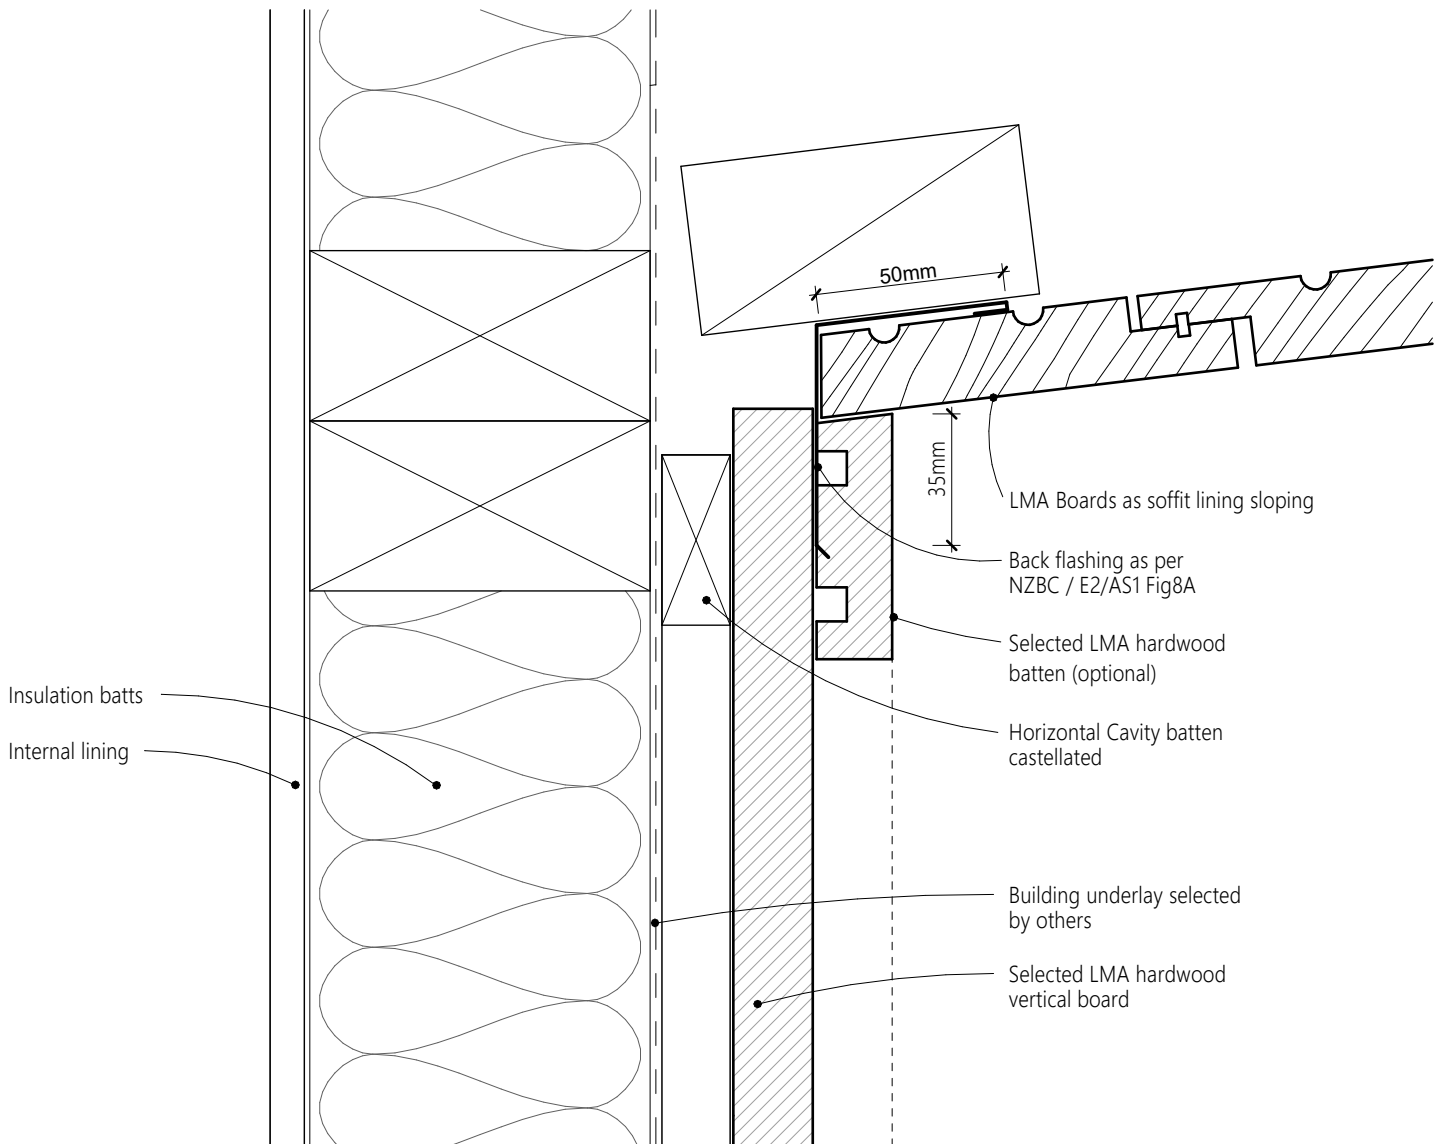 50mm
35mm
LMA Boards as soffit lining sloping
Back flashing as per
NZBC / E2/AS1 Fig8A
Selected LMA hardwood
batten (optional)
Insulation batts
Internal lining
Horizontal Cavity batten
castellated
Building underlay selected
by others
Selected LMA hardwood
vertical board